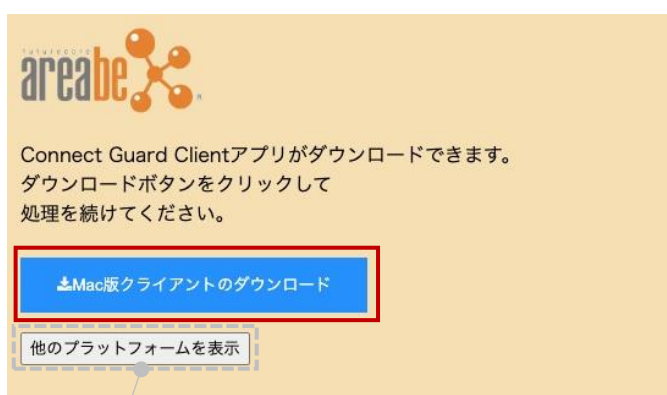 futurecore
areabe
Connect Guard Clientアプリがダウンロードできます。
ダウンロードボタンをクリックして
処理を続けてください。
Mac版クライアントのダウンロード
他のプラットフォームを表示